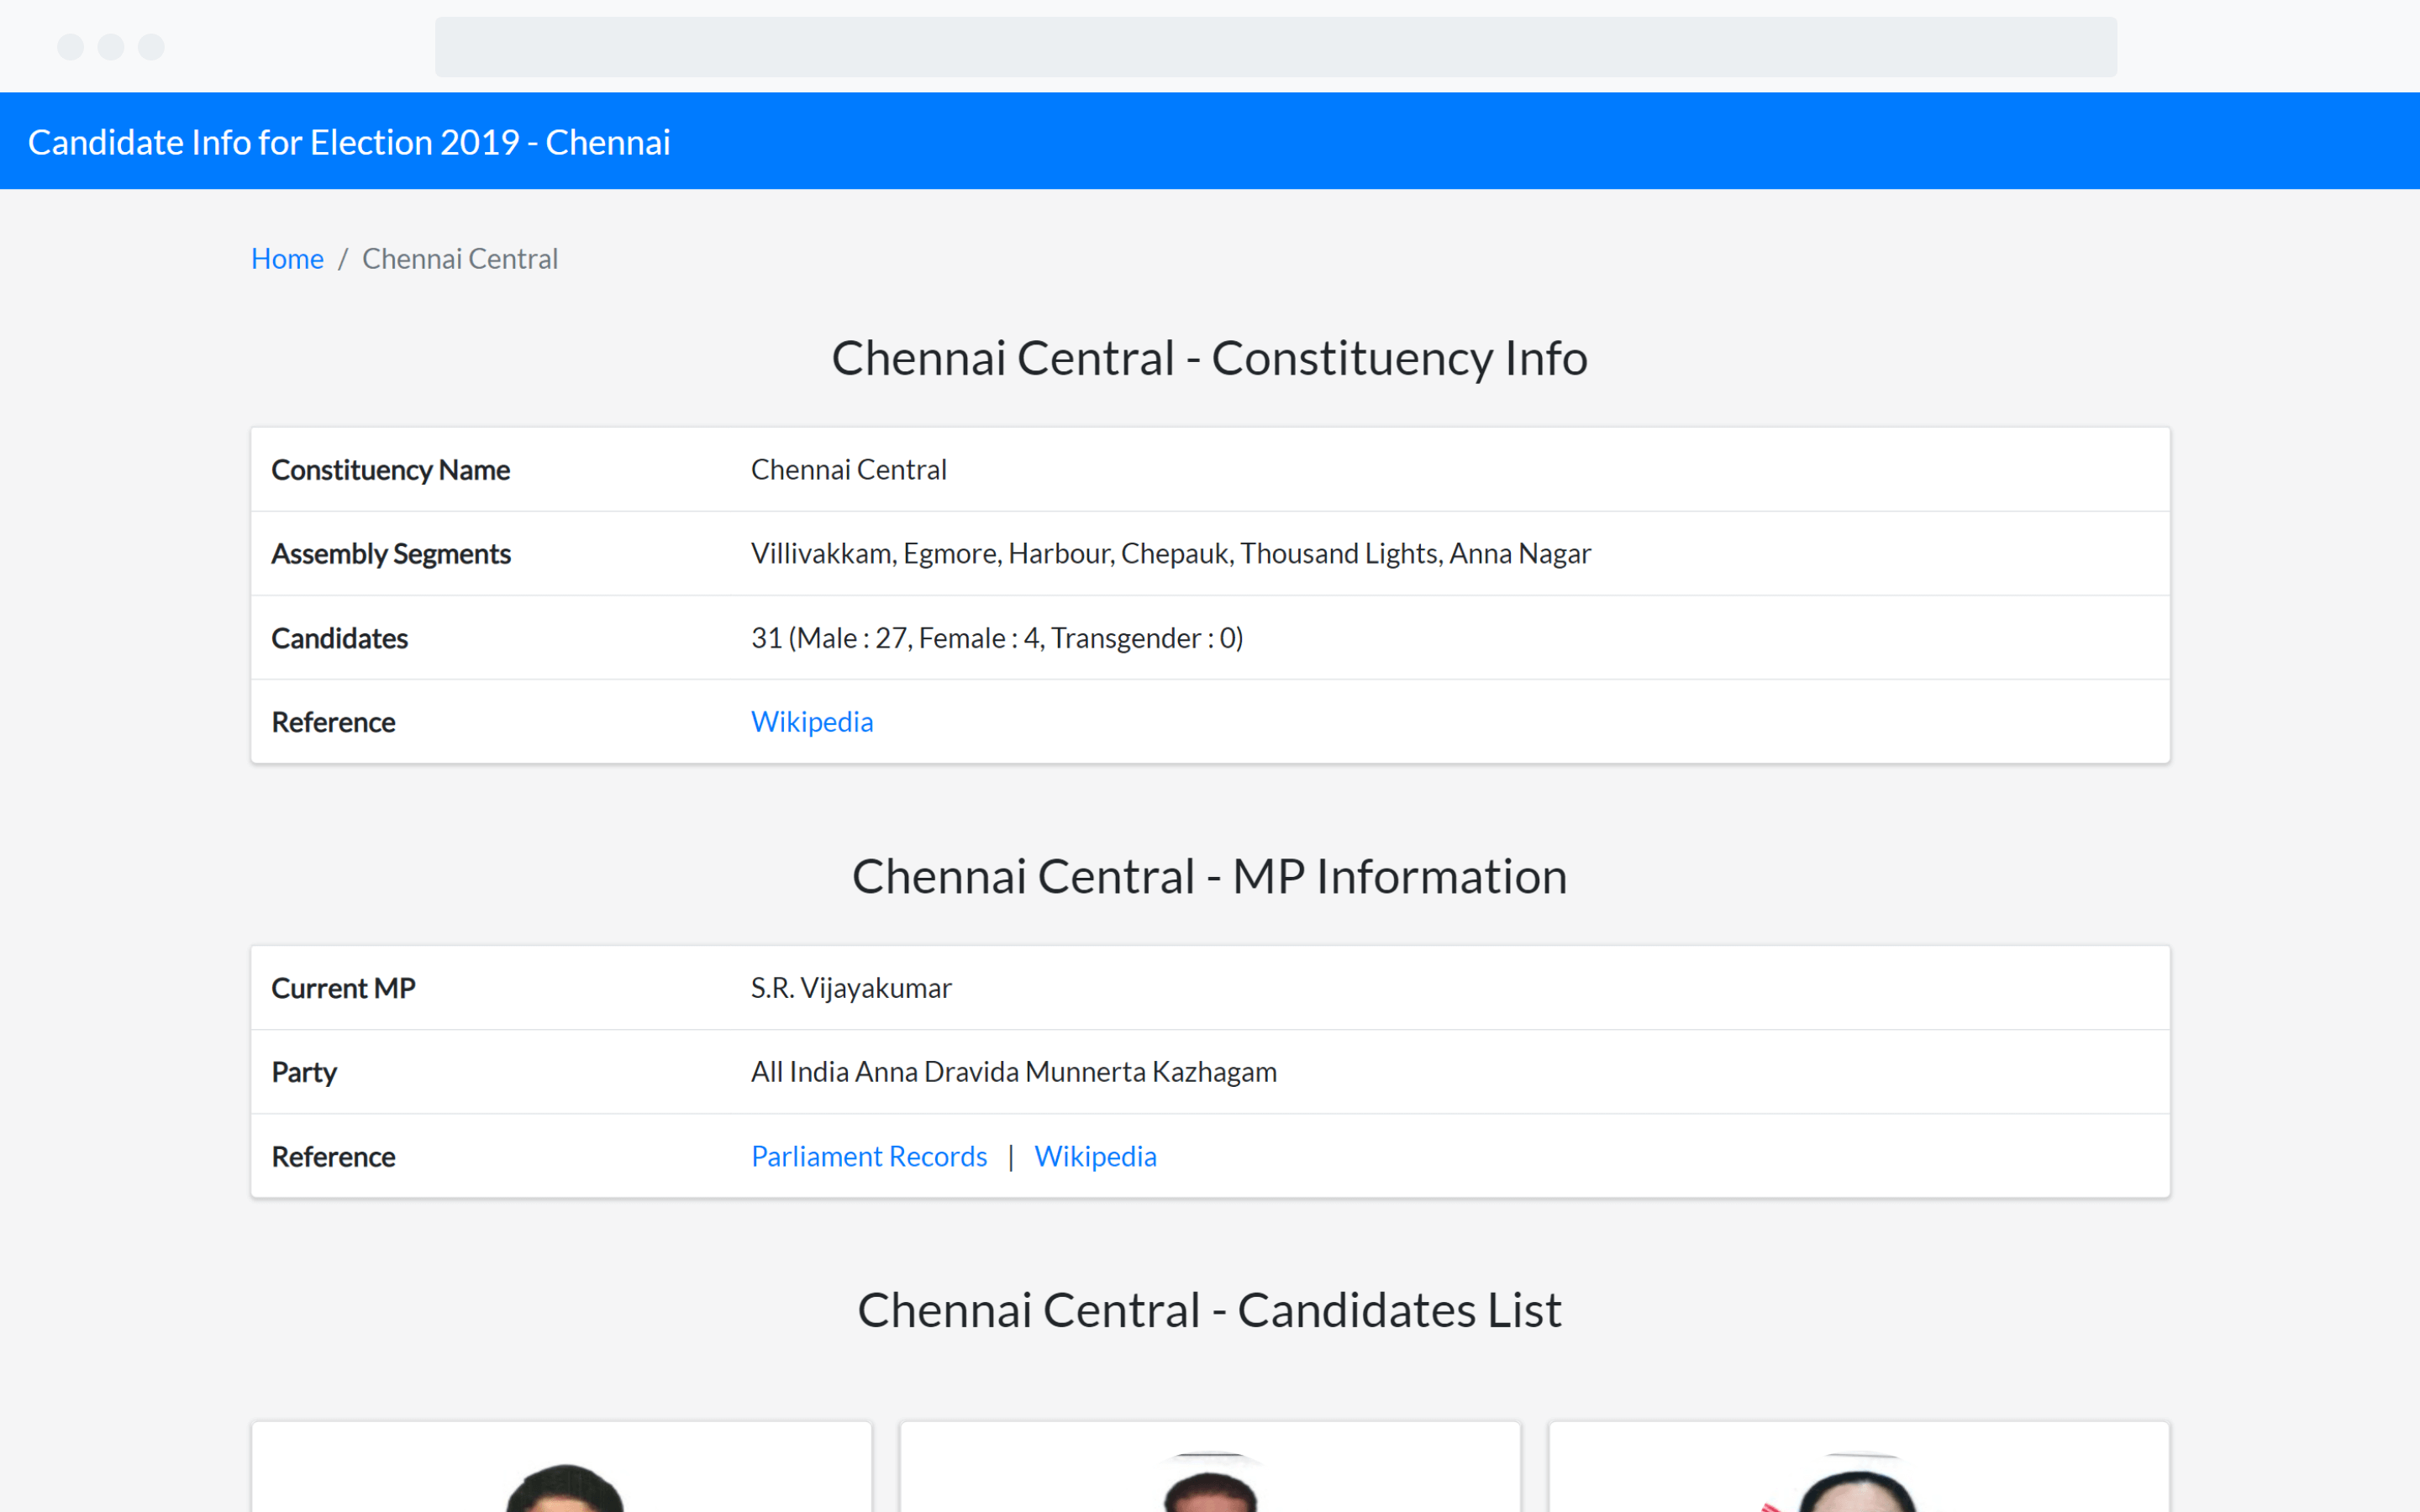 Candidate Info for Election 2019 - Chennai
Home / Chennai Central
Chennai Central - Constituency Info
Constituency Name Chennai Central
Assembly Segments Villivakkam, Egmore, Harbour, Chepauk, Thousand Lights, Anna Nagar
Candidates 31 (Male : 27, Female : 4, Transgender : 0)
Reference Wikipedia
Chennai Central - MP Information
Current MP S.R. Vijayakumar
Party All India Anna Dravida Munnerta Kazhagam
Reference Parliament Records | Wikipedia
Chennai Central - Candidates List